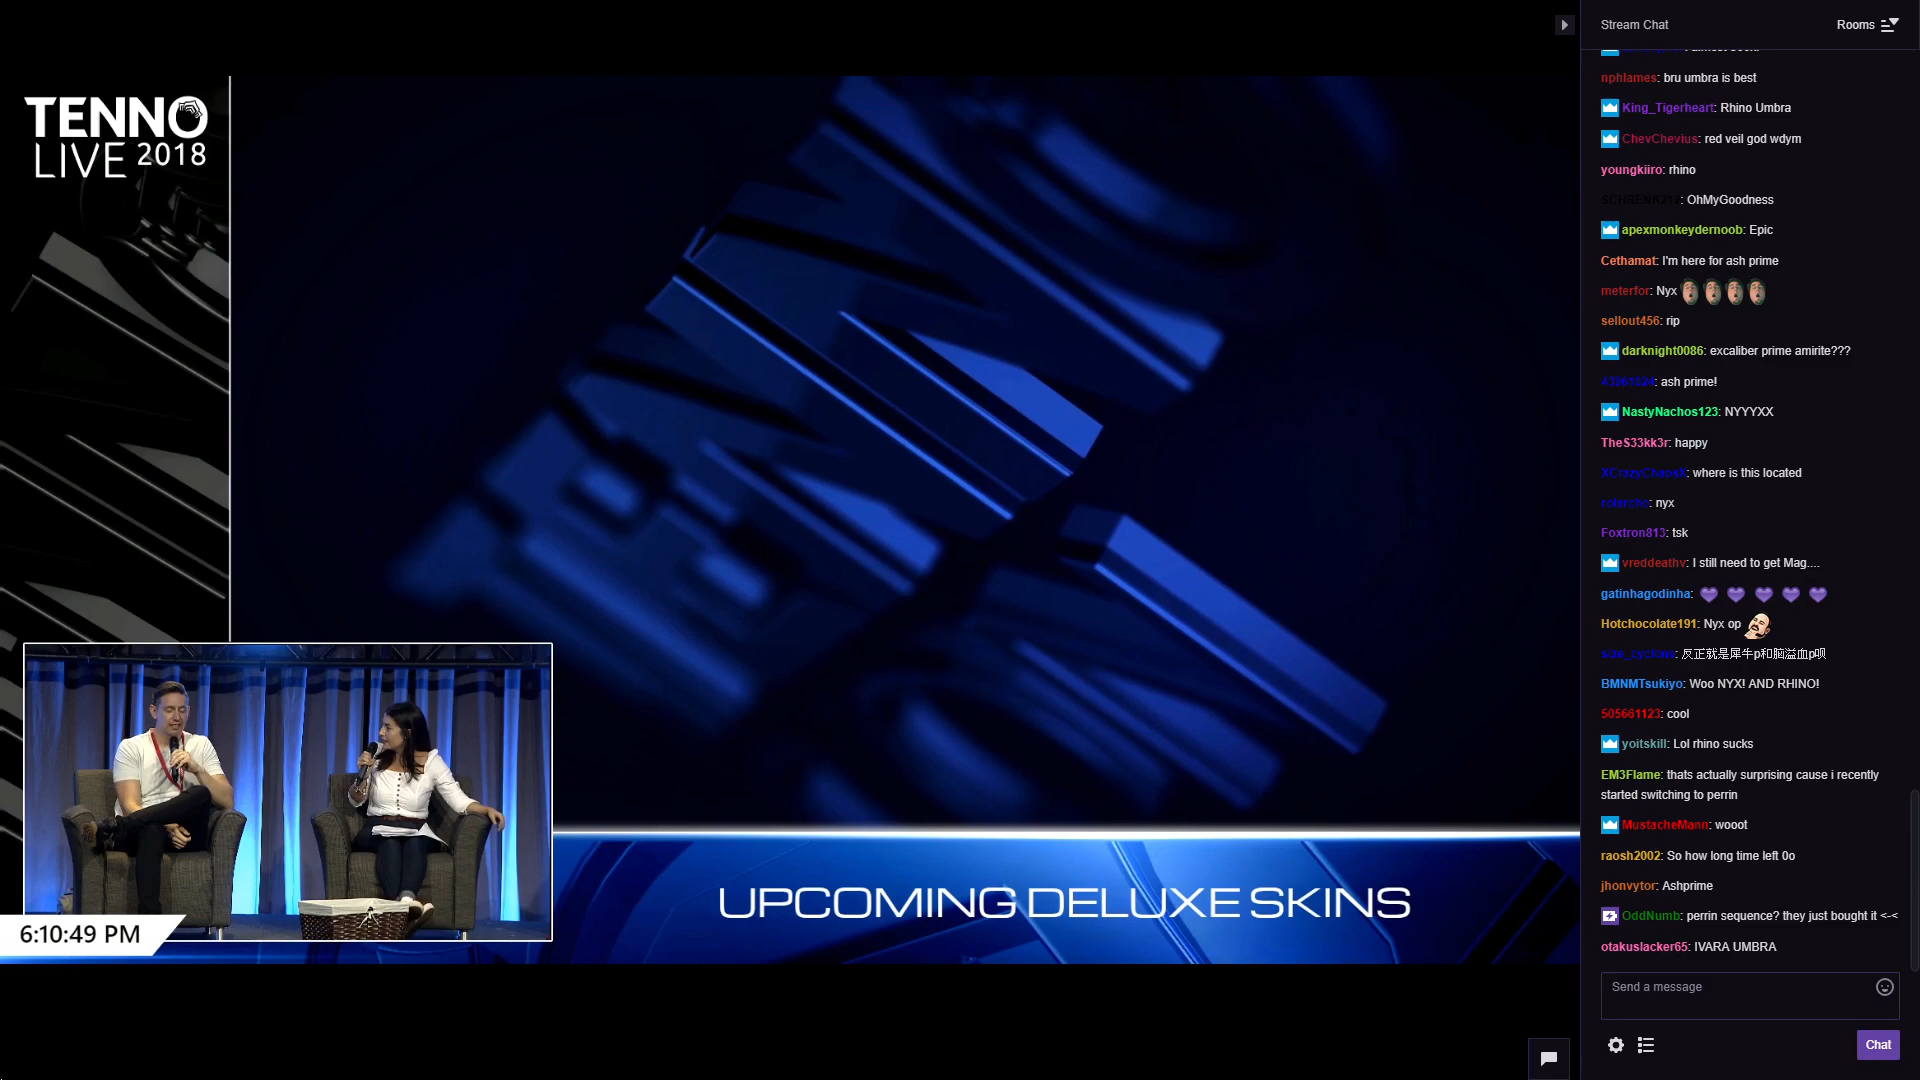 TENNO
LIVE 2018
6:10:49 PM
UPCOMING DELUXE SKINS
Stream Chat
Rooms
nphlames: bru umbra is best
King_Tigerheart: Rhino Umbra
ChevChevius: red veil god wdym
youngkiiro: rhino
: OhMyGoodness
apexmonkeydernoob: Epic
Cethamat: I'm here for ash prime
meterfor: Nyx
sellout456: rip
darknight0086: excaliber prime amirite???
: ash prime!
NastyNachos123: NYYYXX
TheS33kk3r: happy
XCrazyChaosX: where is this located
: nyx
Foxtron813: tsk
vreddeathv: I still need to get Mag....
gatinhagodinha:
Hotchocolate191: Nyx op
: 反正就是犀牛p和脑溢血p呗
BMNMTsukiyo: Woo NYX! AND RHINO!
505661123: cool
yoitskill: Lol rhino sucks
EM3Flame: thats actually surprising cause i recently
started switching to perrin
MustacheMann: wooot
raosh2002: So how long time left 0o
jhonvytor: Ashprime
OddNumb: perrin sequence? they just bought it <-<
otakuslacker65: IVARA UMBRA
Send a message
Chat